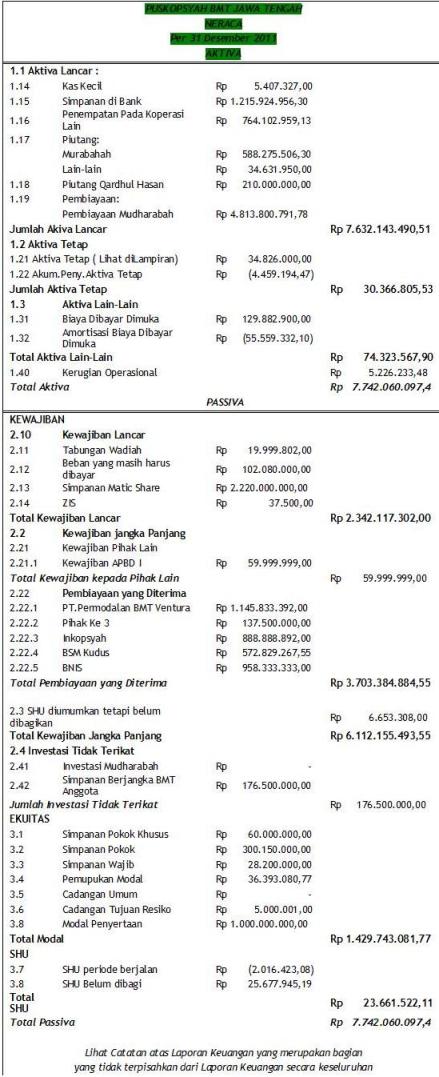 PUSKOPSYAH BMT JAWA TENGAH
NERACA
Per 31 Desember 2011
AKTIVA
1.1 Aktiva Lancar :
1.14 Kas Kecil Rp 5.407.327,00
1.15 Simpanan di Bank Rp 1.215.924.956,30
1.16 Penempatan Pada Koperasi Lain Rp 764.102.959,13
1.17 Piutang:
Murabahah Rp 588.275.506,30
Lain-lain Rp 34.631.950,00
1.18 Piutang Qardhul Hasan Rp 210.000.000,00
1.19 Pembiayaan:
Pembiayaan Mudharabah Rp 4.813.800.791,78
Jumlah Akiva Lancar Rp 7.632.143.490,51
1.2 Aktiva Tetap
1.21 Aktiva Tetap ( Lihat diLampiran) Rp 34.826.000,00
1.22 Akum.Peny.Aktiva Tetap Rp (4.459.194,47)
Jumlah Aktiva Tetap Rp 30.366.805,53
1.3 Aktiva Lain-Lain
1.31 Biaya Dibayar Dimuka Rp 129.882.900,00
1.32 Amortisasi Biaya Dibayar Dimuka Rp (55.559.332,10)
Total Aktiva Lain-Lain Rp 74.323.567,90
1.40 Kerugian Operasional Rp 5.226.233,48
Total Aktiva Rp 7.742.060.097,4
PASSIVA
KEWAJIBAN
2.10 Kewajiban Lancar
2.11 Tabungan Wadiah Rp 19.999.802,00
2.12 Beban yang masih harus dibayar Rp 102.080.000,00
2.13 Simpanan Matic Share Rp 2.220.000.000,00
2.14 ZIS Rp 37.500,00
Total Kewajiban Lancar Rp 2.342.117.302,00
2.2 Kewajiban jangka Panjang
2.21 Kewajiban Pihak Lain
2.21.1 Kewajiban APBD I Rp 59.999.999,00
Total Kewajiban kepada Pihak Lain Rp 59.999.999,00
2.22 Pembiayaan yang Diterima
2.22.1 PT.Permodalan BMT Ventura Rp 1.145.833.392,00
2.22.2 Pihak Ke 3 Rp 137.500.000,00
2.22.3 Inkopsyah Rp 888.888.892,00
2.22.4 BSM Kudus Rp 572.829.267,55
2.22.5 BNIS Rp 958.333.333,00
Total Pembiayaan yang Diterima Rp 3.703.384.884,55
2.3 SHU diumumkan tetapi belum dibagikan Rp 6.653.308,00
Total Kewajiban Jangka Panjang Rp 6.112.155.493,55
2.4 Investasi Tidak Terikat
2.41 Investasi Mudharabah Rp -
2.42 Simpanan Berjangka BMT Anggota Rp 176.500.000,00
Jumlah Investasi Tidak Terikat Rp 176.500.000,00
EKUITAS
3.1 Simpanan Pokok Khusus Rp 60.000.000,00
3.2 Simpanan Pokok Rp 300.150.000,00
3.3 Simpanan Wajib Rp 28.200.000,00
3.4 Pemupukan Modal Rp 36.393.080,77
3.5 Cadangan Umum Rp -
3.6 Cadangan Tujuan Resiko Rp 5.000.001,00
3.8 Modal Penyertaan Rp 1.000.000.000,00
Total Modal Rp 1.429.743.081,77
SHU
3.7 SHU periode berjalan Rp (2.016.423,08)
3.8 SHU Belum dibagi Rp 25.677.945,19
Total SHU Rp 23.661.522,11
Total Passiva Rp 7.742.060.097,4
Lihat Catatan atas Laporan Keuangan yang merupakan bagian
yang tidak terpisahkan dari Laporan Keuangan secara keseluruhan